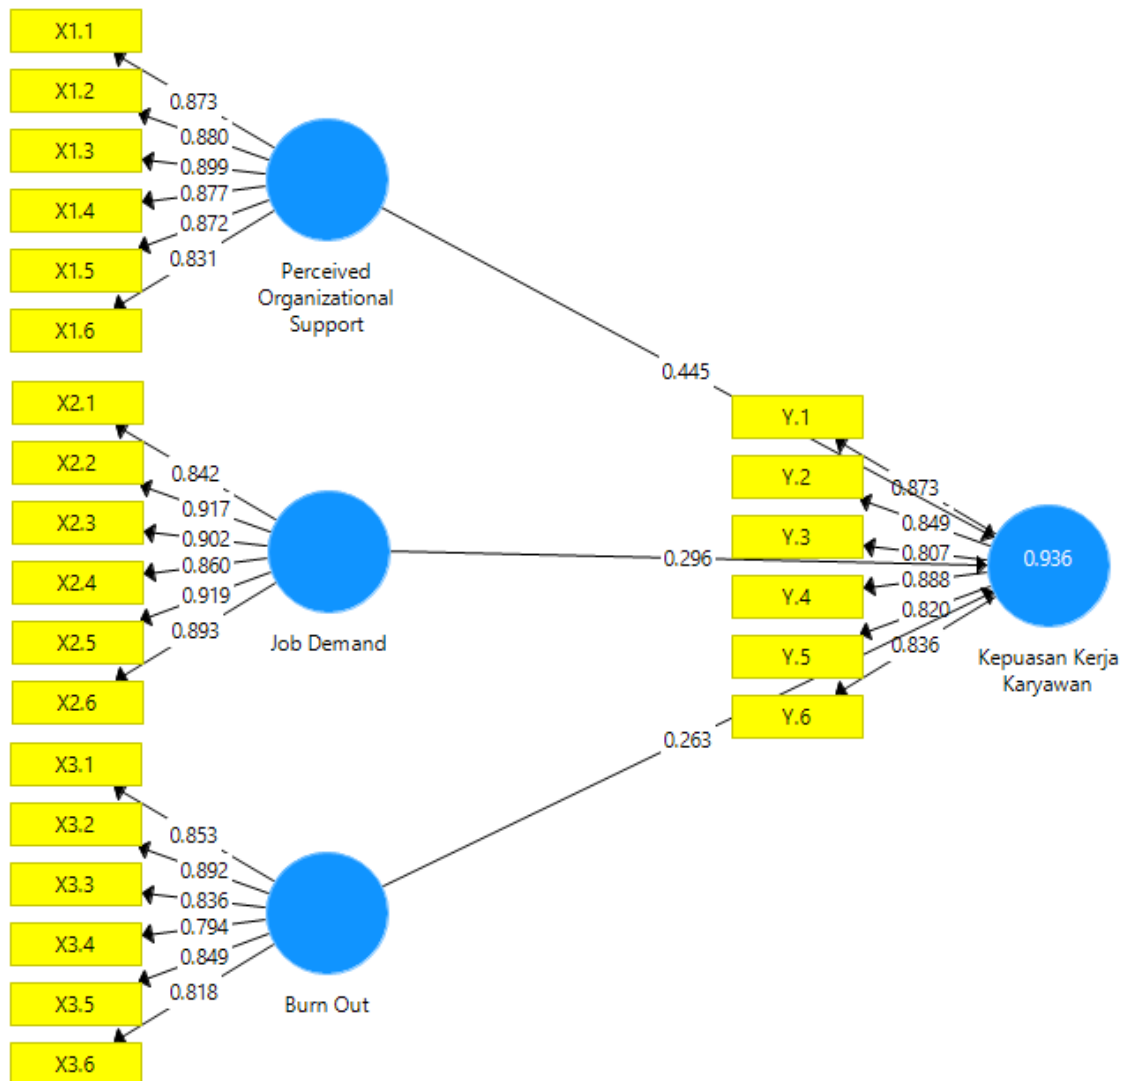 X1.1
X1.2
X1.3
X1.4
X1.5
X1.6
0.873
0.880
0.899
0.877
0.872
0.831
Perceived
Organizational
Support
X2.1
X2.2
X2.3
X2.4
X2.5
X2.6
0.842
0.917
0.902
0.860
0.919
0.893
Job Demand
X3.1
X3.2
X3.3
X3.4
X3.5
X3.6
0.853
0.892
0.836
0.794
0.849
0.818
Burn Out
0.445
0.296
0.263
Y.1
Y.2
Y.3
Y.4
Y.5
Y.6
0.873
0.849
0.807
0.888
0.820
0.836
0.936
Kepuasan Kerja
Karyawan